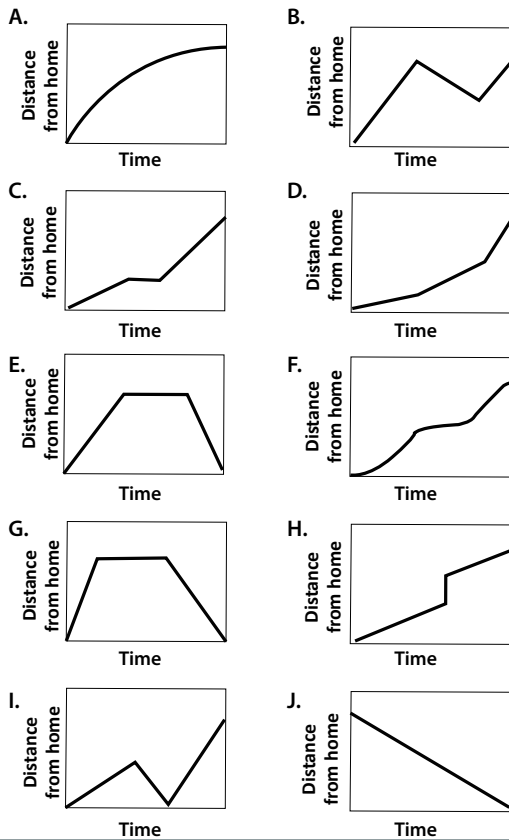 A.
Distance
from home
Time
B.
Distance
from home
Time
C.
Distance
from home
Time
D.
Distance
from home
Time
E.
Distance
from home
Time
F.
Distance
from home
Time
G.
Distance
from home
Time
H.
Distance
from home
Time
I.
Distance
from home
Time
J.
Distance
from home
Time